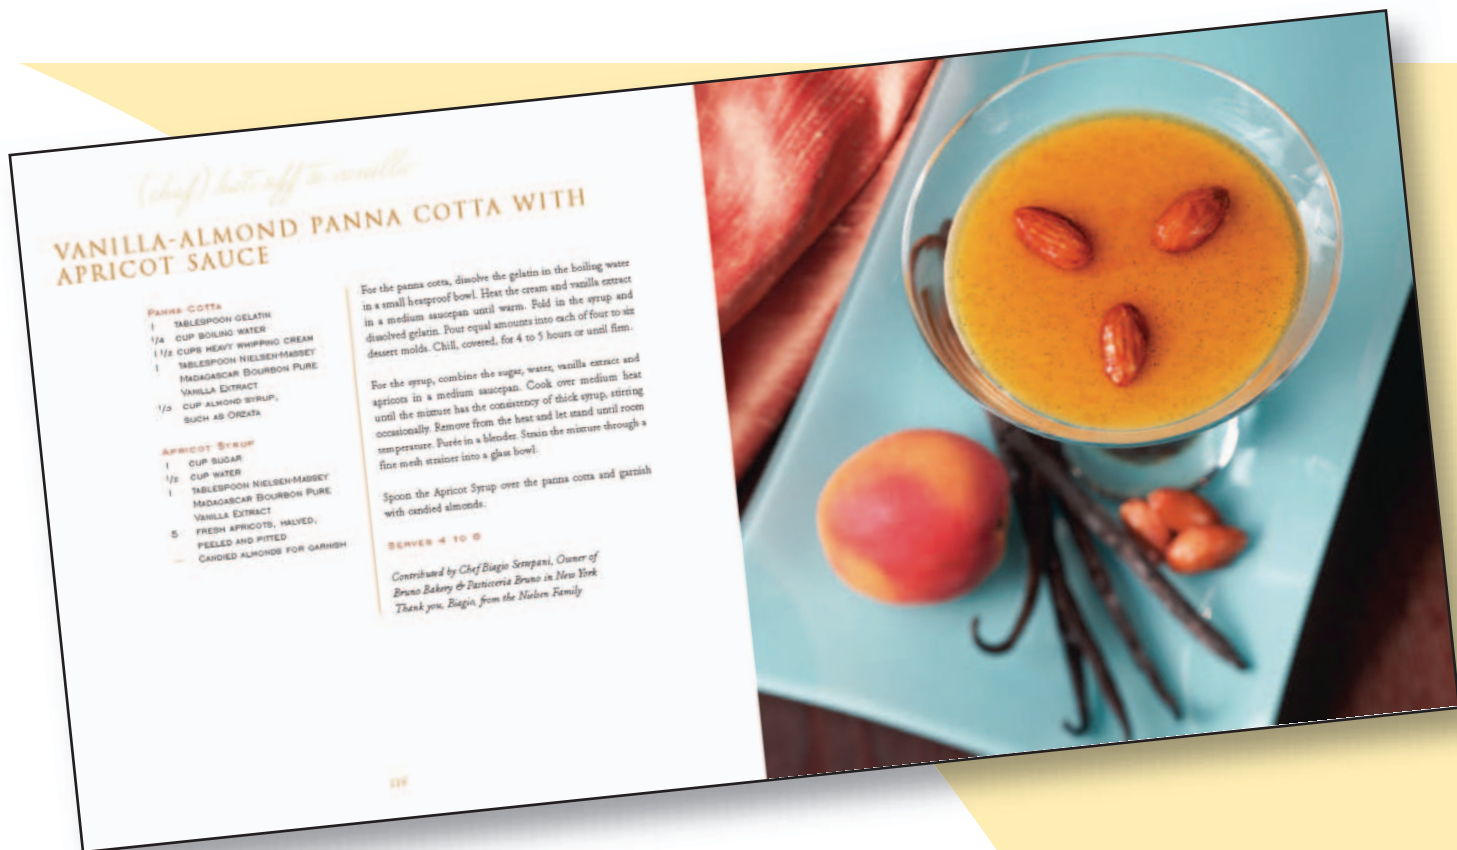 (chef) hats off to vanilla
VANILLA-ALMOND PANNA COTTA WITH
APRICOT SAUCE
PANNA COTTA
1 TABLESPOON GELATIN
1/4 CUP BOILING WATER
1 1/2 CUPS HEAVY WHIPPING CREAM
1 TABLESPOON NIELSEN-MASSEY
MADAGASCAR BOURBON PURE
VANILLA EXTRACT
1/3 CUP ALMOND SYRUP,
SUCH AS ORZATA
APRICOT SYRUP
1 CUP SUGAR
1/2 CUP WATER
1 TABLESPOON NIELSEN-MASSEY
MADAGASCAR BOURBON PURE
VANILLA EXTRACT
5 FRESH APRICOTS, HALVED,
PEELED AND PITTED
— CANDIED ALMONDS FOR GARNISH
For the panna cotta, dissolve the gelatin in the boiling water
in a small heatproof bowl. Heat the cream and vanilla extract
in a medium saucepan until warm. Fold in the syrup and
dissolved gelatin. Pour equal amounts into each of four to six
dessert molds. Chill, covered, for 4 to 5 hours or until firm.
For the syrup, combine the sugar, water, vanilla extract and
apricots in a medium saucepan. Cook over medium heat
until the mixture has the consistency of thick syrup, stirring
occasionally. Remove from the heat and let stand until room
temperature. Purée in a blender. Strain the mixture through a
fine mesh strainer into a glass bowl.
Spoon the Apricot Syrup over the panna cotta and garnish
with candied almonds.
SERVES 4 TO 6
Contributed by Chef Biagio Settepani, Owner of
Bruno Bakery & Pasticceria Bruno in New York
Thank you, Biagio, from the Nielsen Family